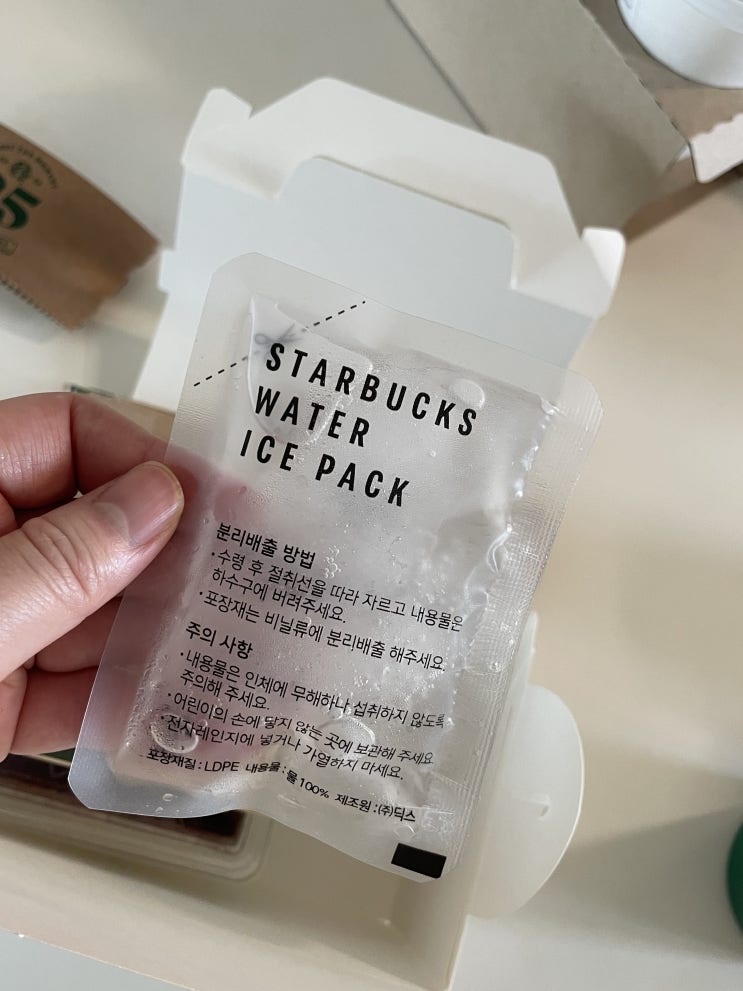 STARBUCKS
WATER
ICE PACK
분리배출 방법
·수령 후 절취선을 따라 자르고 내용물은
하수구에 버려주세요.
·포장재는 비닐류에 분리배출 해주세요.
주의 사항
·내용물은 인체에 무해하나 섭취하지 않도록
주의해 주세요.
·어린이의 손에 닿지 않는 곳에 보관해 주세요.
·전자레인지에 넣거나 가열하지 마세요.
포장재질 : LDPE 내용물 : 물 100% 제조원 : (주)딕스